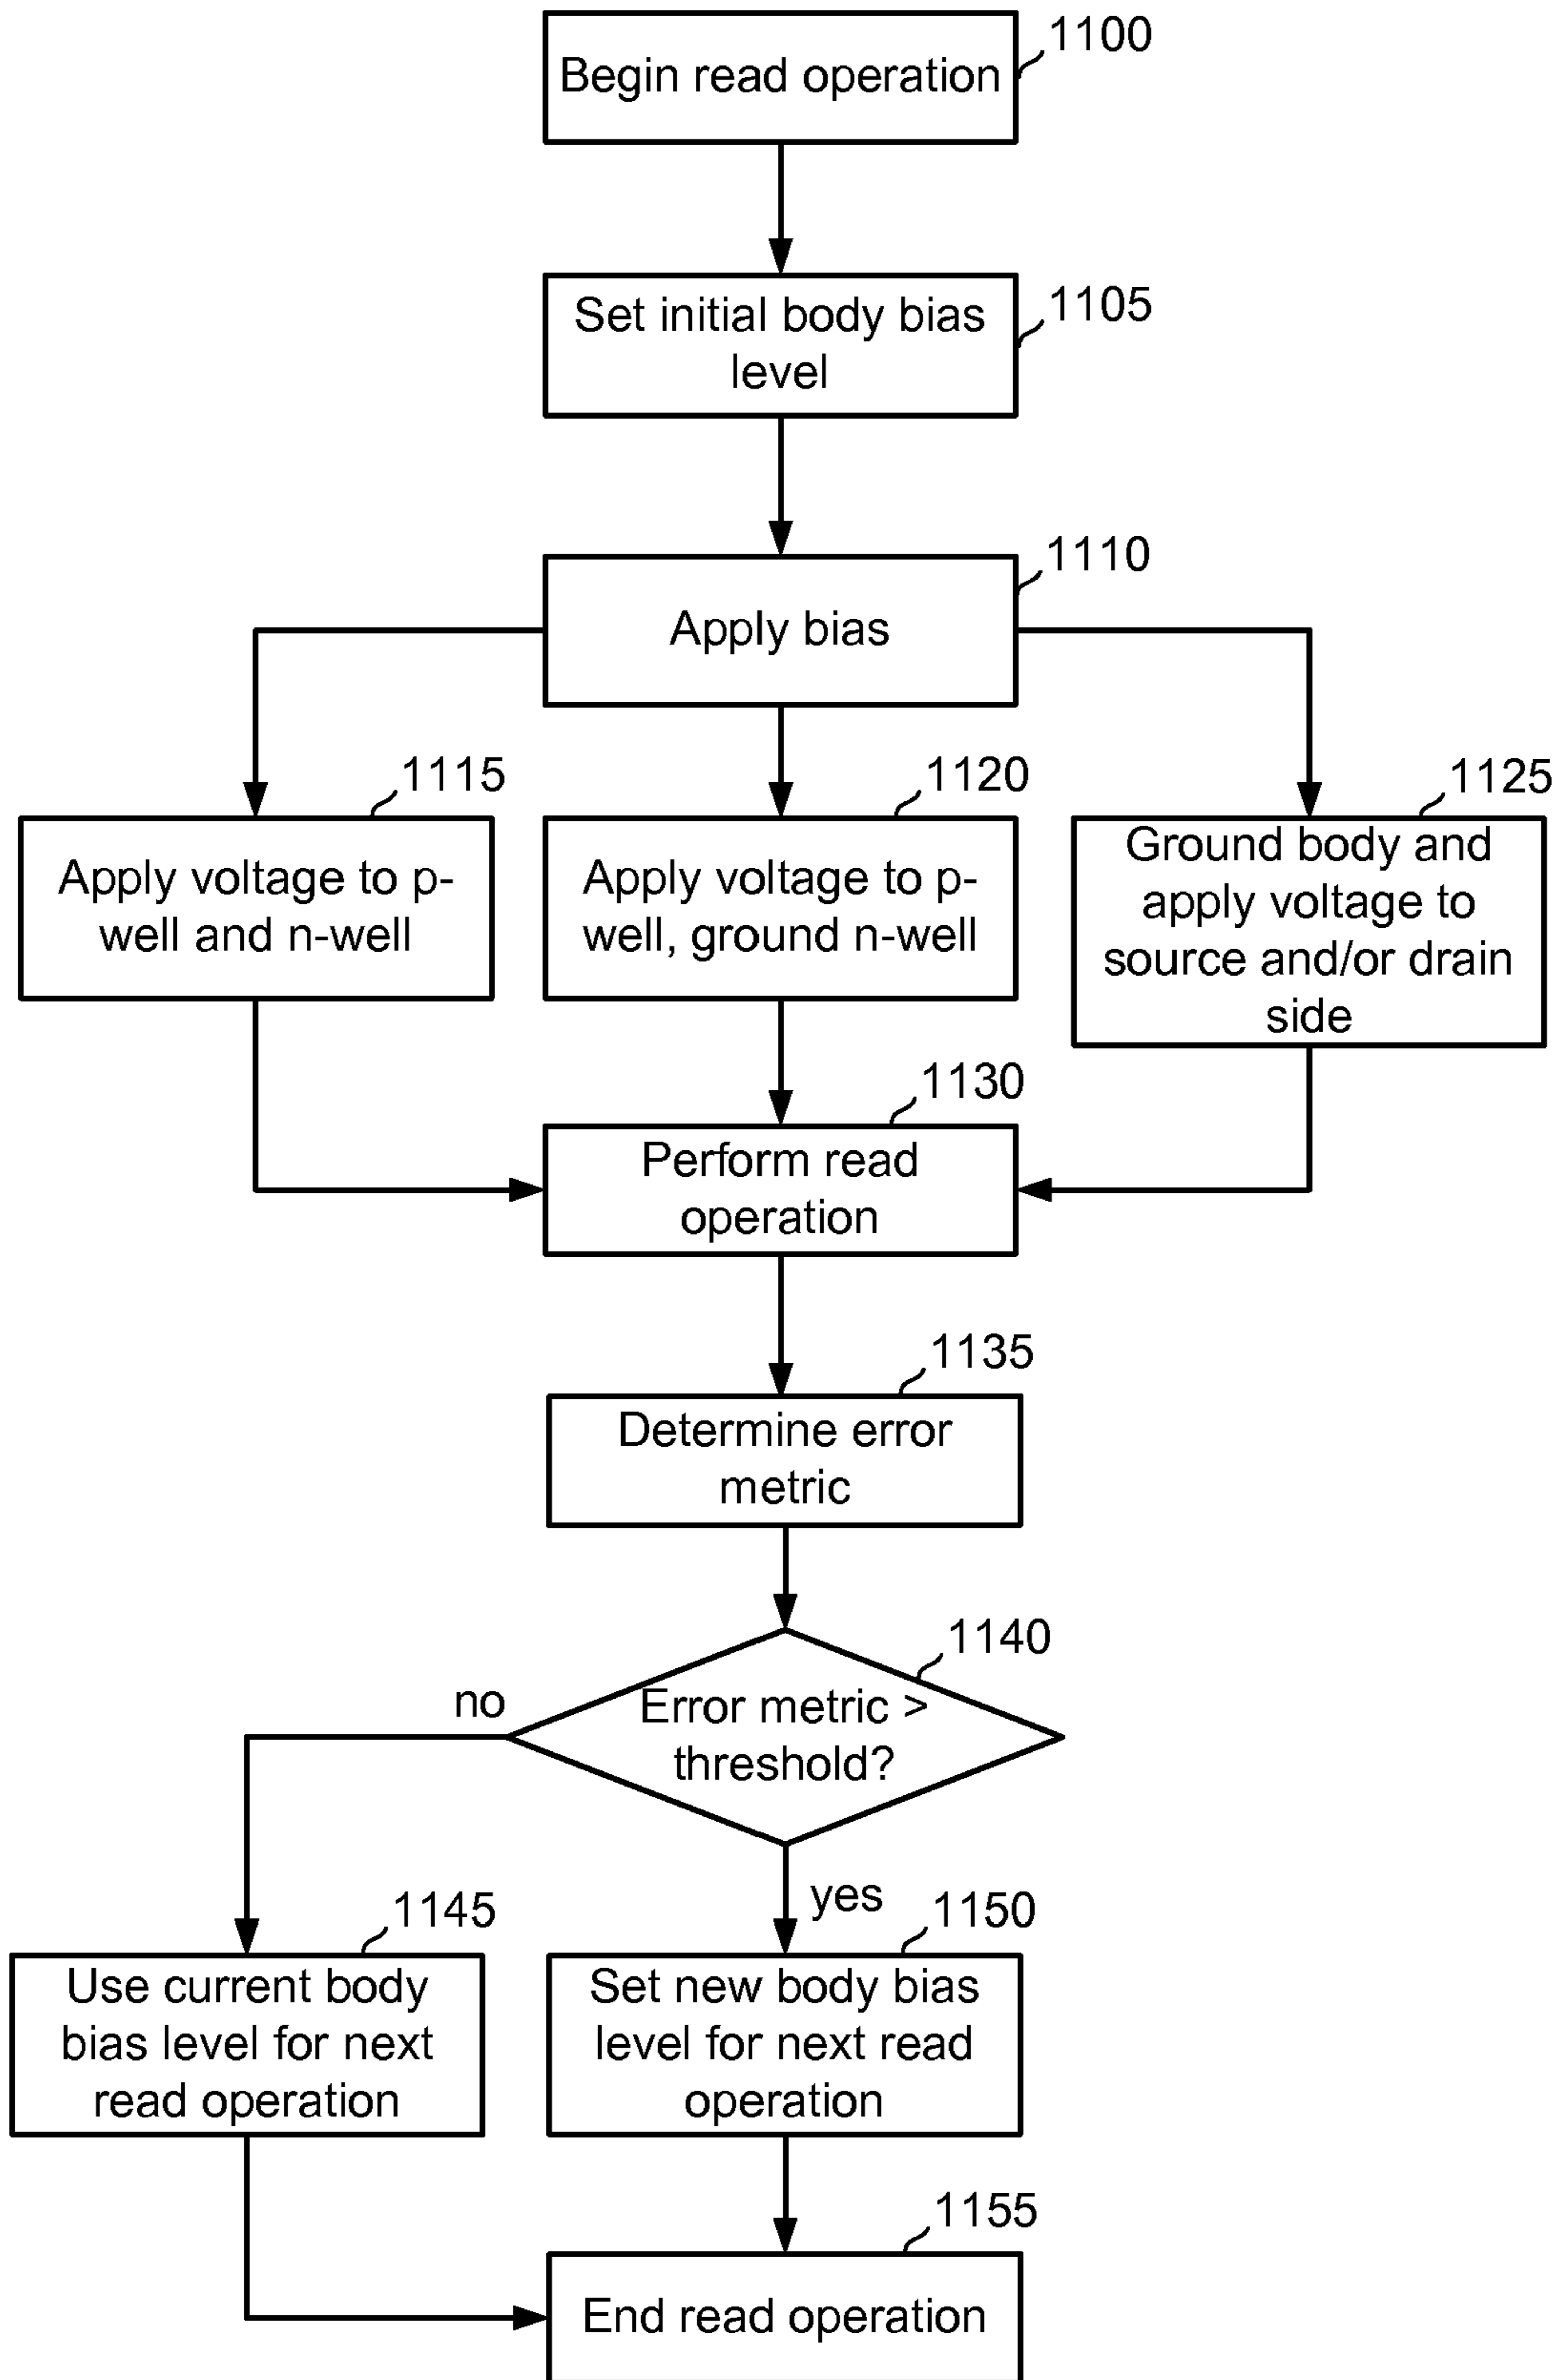 Begin read operation
1100
Set initial body bias
level
1105
Apply bias
1110
1115
Apply voltage to p-
well and n-well
1120
Apply voltage to p-
well, ground n-well
1125
Ground body and
apply voltage to
source and/or drain
side
1130
Perform read
operation
1135
Determine error
metric
1140
Error metric >
threshold?
no
yes
1145
Use current body
bias level for next
read operation
1150
Set new body bias
level for next read
operation
1155
End read operation